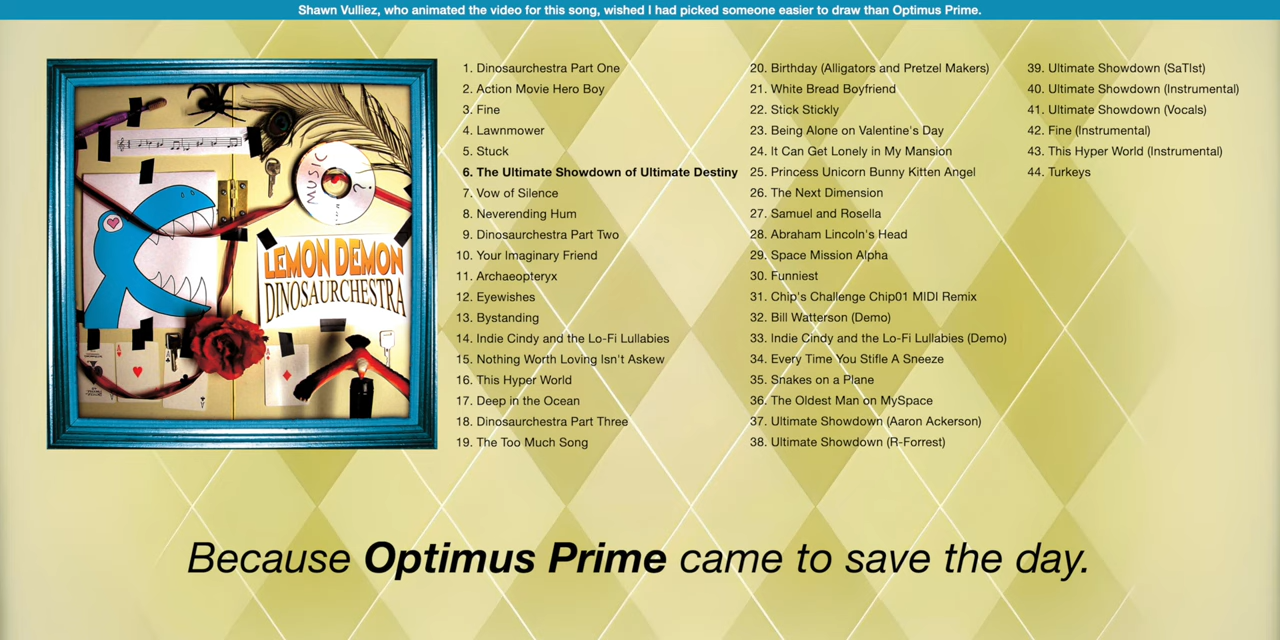 Shawn Vulliez, who animated the video for this song, wished I had picked someone easier to draw than Optimus Prime.
MUSIC
LEMON DEMON
DINOSAURCHESTRA
1. Dinosaurchestra Part One
2. Action Movie Hero Boy
3. Fine
4. Lawnmower
5. Stuck
6. The Ultimate Showdown of Ultimate Destiny
7. Vow of Silence
8. Neverending Hum
9. Dinosaurchestra Part Two
10. Your Imaginary Friend
11. Archaeopteryx
12. Eyewishes
13. Bystanding
14. Indie Cindy and the Lo-Fi Lullabies
15. Nothing Worth Loving Isn't Askew
16. This Hyper World
17. Deep in the Ocean
18. Dinosaurchestra Part Three
19. The Too Much Song
20. Birthday (Alligators and Pretzel Makers)
21. White Bread Boyfriend
22. Stick Stickly
23. Being Alone on Valentine's Day
24. It Can Get Lonely in My Mansion
25. Princess Unicorn Bunny Kitten Angel
26. The Next Dimension
27. Samuel and Rosella
28. Abraham Lincoln's Head
29. Space Mission Alpha
30. Funniest
31. Chip's Challenge Chip01 MIDI Remix
32. Bill Watterson (Demo)
33. Indie Cindy and the Lo-Fi Lullabies (Demo)
34. Every Time You Stifle A Sneeze
35. Snakes on a Plane
36. The Oldest Man on MySpace
37. Ultimate Showdown (Aaron Ackerson)
38. Ultimate Showdown (R-Forrest)
39. Ultimate Showdown (SaTIst)
40. Ultimate Showdown (Instrumental)
41. Ultimate Showdown (Vocals)
42. Fine (Instrumental)
43. This Hyper World (Instrumental)
44. Turkeys
Because Optimus Prime came to save the day.